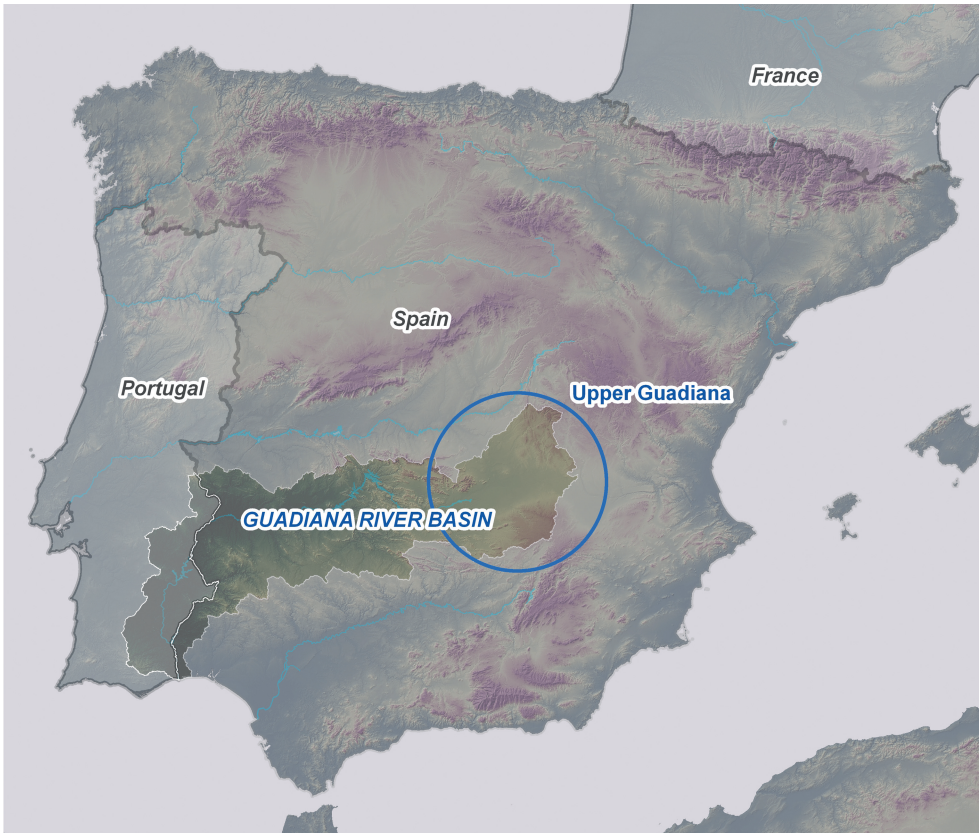 France
Spain
Portugal
Upper Guadiana
GUADIANA RIVER BASIN